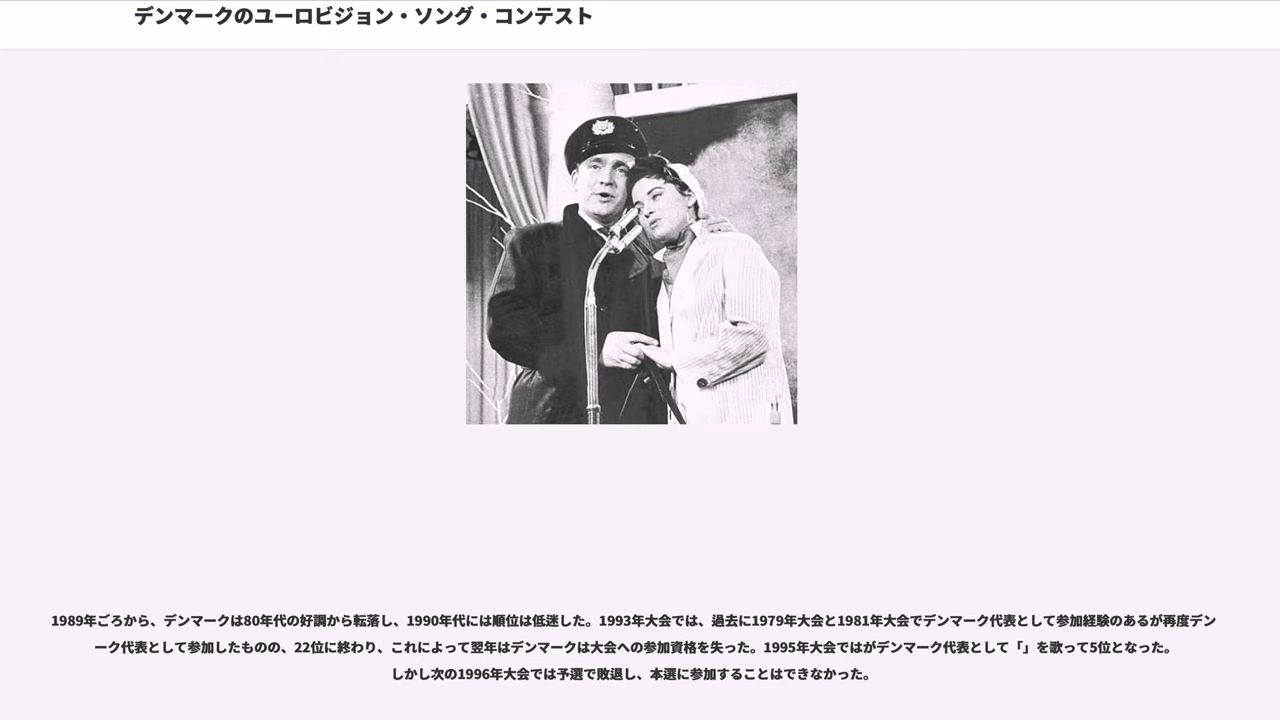 デンマークのユーロビジョン・ソング・コンテスト
1989年ごろから、デンマークは80年代の好調から転落し、1990年代には順位は低迷した。1993年大会では、過去に1979年大会と1981年大会でデンマーク代表として参加経験のあるが再度デンマ
ーク代表として参加したものの、22位に終わり、これによって翌年はデンマークは大会への参加資格を失った。1995年大会ではがデンマーク代表として「」を歌って5位となった。
しかし次の1996年大会では予選で敗退し、本選に参加することはできなかった。